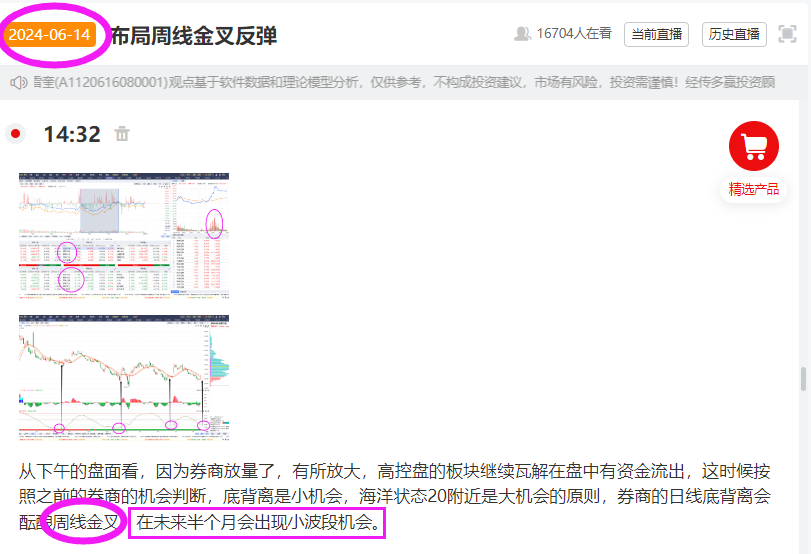 2024-06-14 布局周线金叉反弹
16704人在看 当前直播 历史直播
雷奎(A1120616080001)观点基于软件数据和理论模型分析，仅供参考，不构成投资建议，市场有风险，投资需谨慎！经传多赢投资顾
14:32
精选产品
从下午的盘面看，因为券商放量了，有所放大，高控盘的板块继续瓦解在盘中有资金流出，这时候按
照之前的券商的机会判断，底背离是小机会，海洋状态20附近是大机会的原则，券商的日线底背离会
酝酿周线金叉 在未来半个月会出现小波段机会。